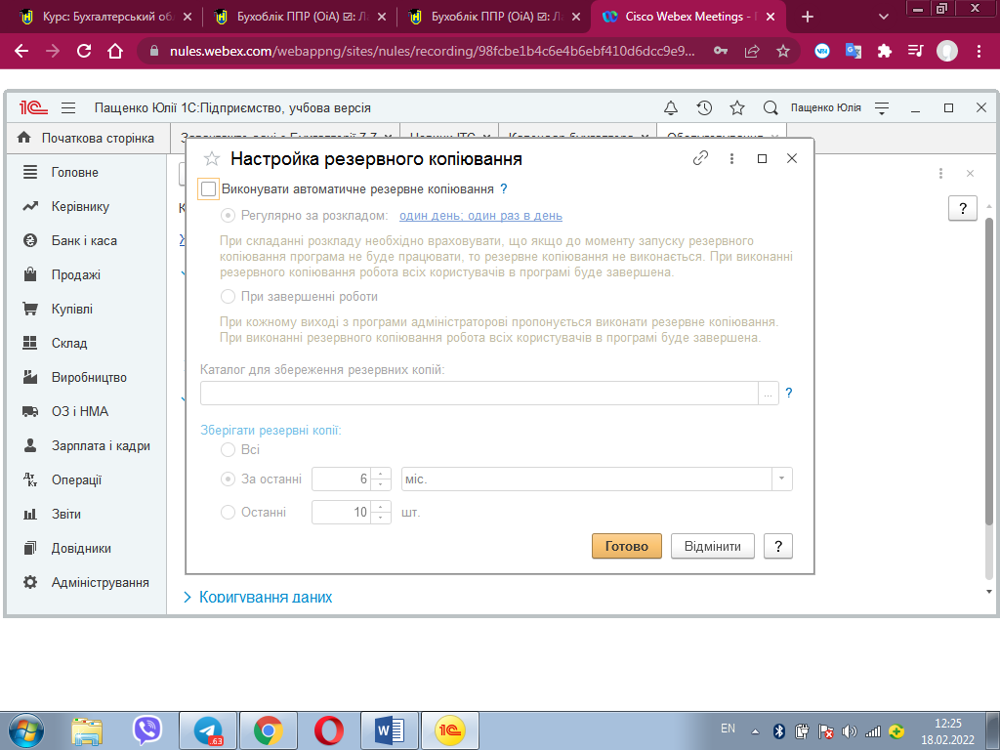 Курс: Бухгалтерський об
Бухоблік ППР (ОіА) ☑: Л
Бухоблік ППР (ОіА) ☑: Л
Cisco Webex Meetings -
nules.webex.com/webappng/sites/nules/recording/98fcbe1b4c6e4b6ebf410d6dcc9e9...
Пащенко Юлії 1С:Підприємство, учбова версія
Пащенко Юлія
Початкова сторінка
Головне
Керівнику
Банк і каса
Продажі
Купівлі
Склад
Виробництво
ОЗ і НМА
Зарплата і кадри
Операції
Звіти
Довідники
Адміністрування
?
Настройка резервного копіювання
Виконувати автоматичне резервне копіювання ?
Регулярно за розкладом: один день; один раз в день
При складанні розкладу необхідно враховувати, що якщо до моменту запуску резервного
копіювання програма не буде працювати, то резервне копіювання не виконається. При виконанні
резервного копіювання робота всіх користувачів в програмі буде завершена.
При завершенні роботи
При кожному виході з програми адміністраторові пропонується виконати резервне копіювання.
При виконанні резервного копіювання робота всіх користувачів в програмі буде завершена.
Каталог для збереження резервних копій:
... ?
Зберігати резервні копії:
Всі
За останні 6 міс.
Останні 10 шт.
Готово Відмінити ?
Коригування даних
.63
EN
12:25
18.02.2022